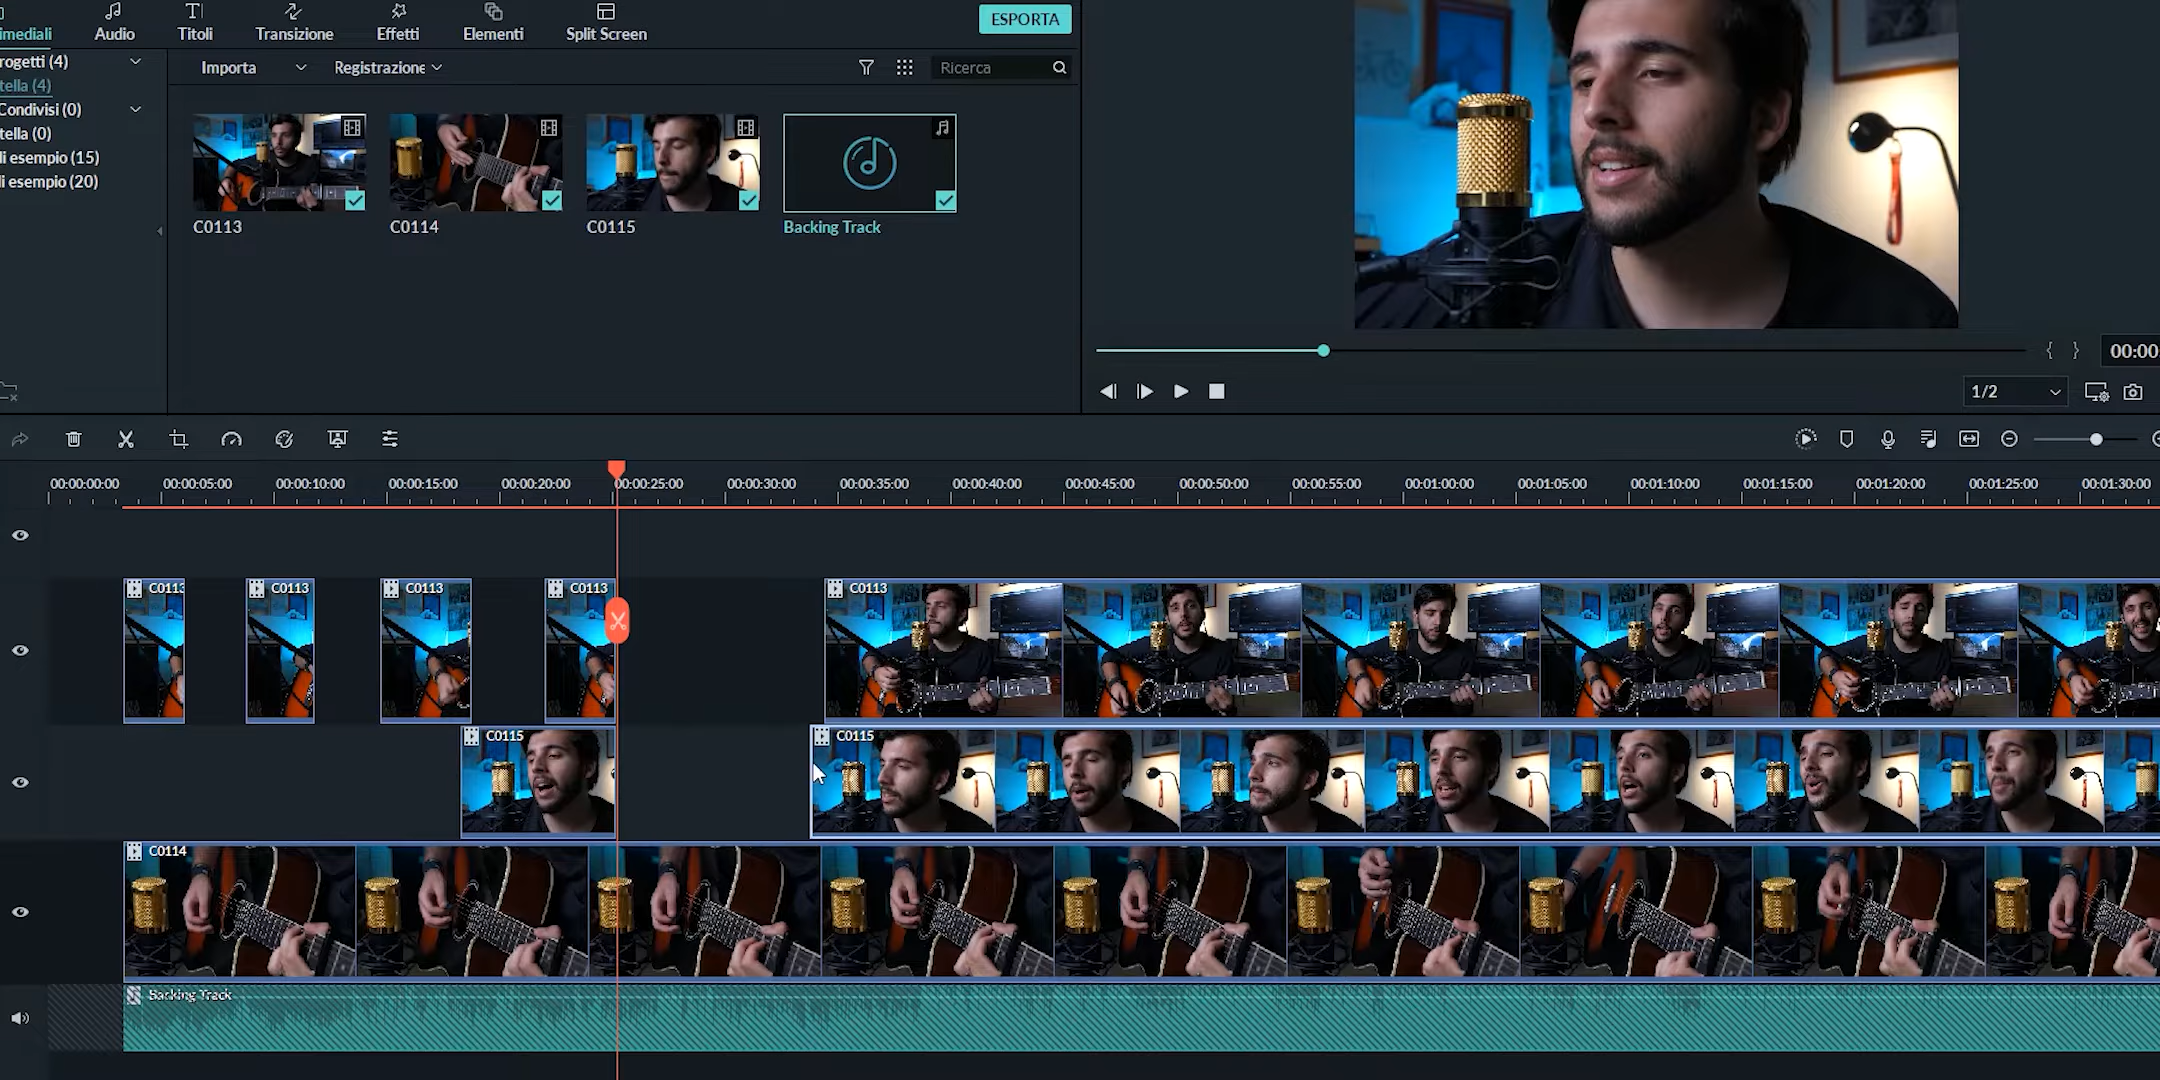 imediali
Audio
Titoli
Transizione
Effetti
Elementi
Split Screen
ESPORTA
rogetti (4)
tella (4)
Condivisi (0)
tella (0)
li esempio (15)
li esempio (20)
Importa
Registrazione
Ricerca
C0113
C0114
C0115
Backing Track
00:00
1/2
00:00:00:00
00:00:05:00
00:00:10:00
00:00:15:00
00:00:20:00
00:00:25:00
00:00:30:00
00:00:35:00
00:00:40:00
00:00:45:00
00:00:50:00
00:00:55:00
00:01:00:00
00:01:05:00
00:01:10:00
00:01:15:00
00:01:20:00
00:01:25:00
00:01:30:00
C0113
C0113
C0113
C0113
C0113
C0115
C0115
C0114
Backing Track